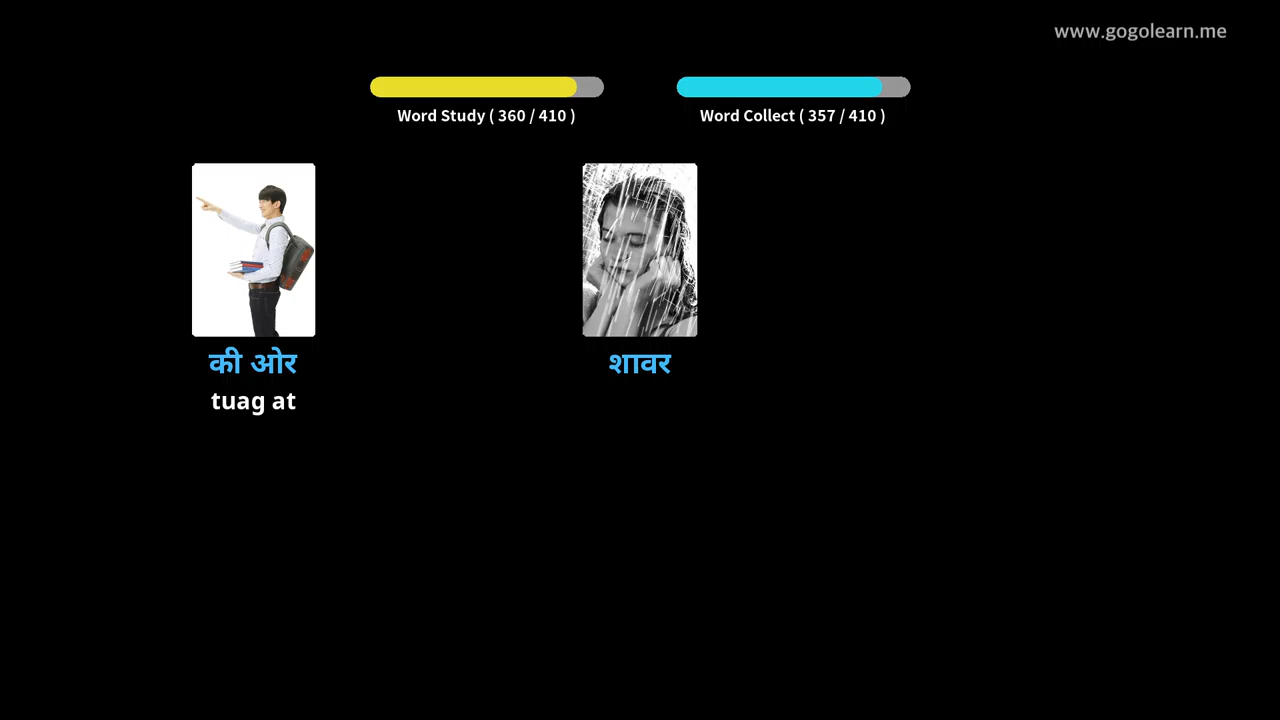 www.gogolearn.me
Word Study ( 360 / 410 )
Word Collect ( 357 / 410 )
की ओर
tuag at
शावर